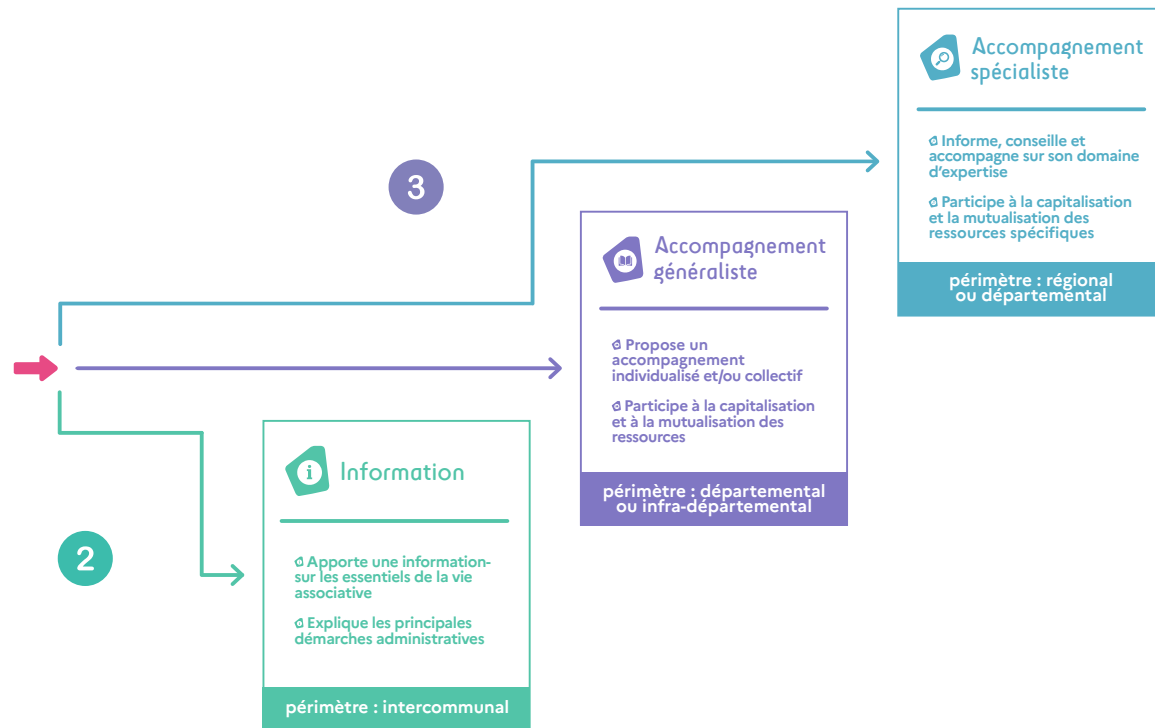 Accompagnement
spécialiste
Informe, conseille et
accompagne sur son domaine
d'expertise
Participe à la capitalisation
et la mutualisation des
ressources spécifiques
périmètre : régional
ou départemental
3
Accompagnement
généraliste
Propose un
accompagnement
individualisé et/ou collectif
Participe à la capitalisation
et à la mutualisation des
ressources
périmètre : départemental
ou infra-départemental
2
i
Information
Apporte une information-
sur les essentiels de la vie
associative
Explique les principales
démarches administratives
périmètre : intercommunal